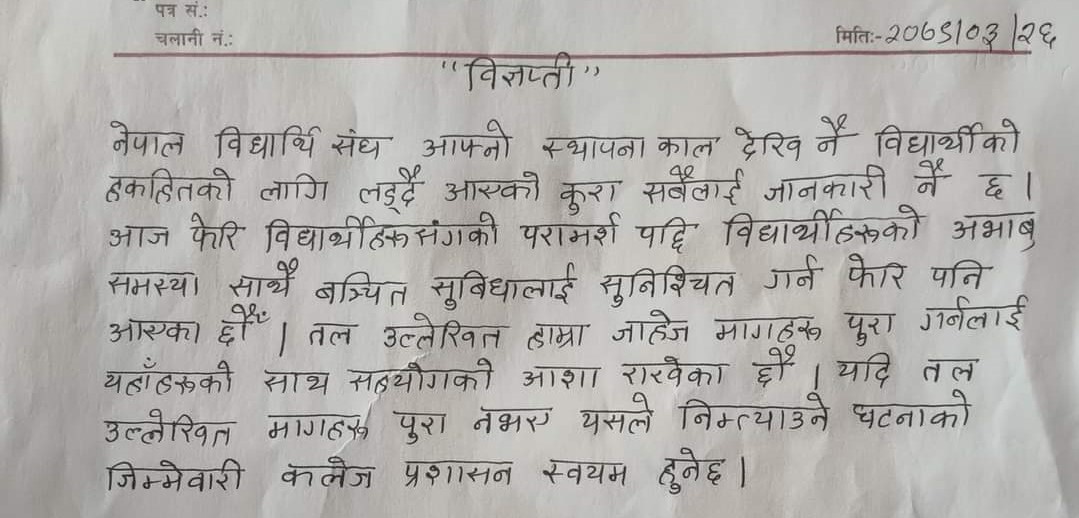 पत्र सं.:
चलानी नं.:
मितिः-२०७९/०३/२६
"विज्ञप्ती"
नेपाल विद्यार्थि संघ आफ्नो स्थापना काल देखि नै विद्यार्थीको
हकहितको लागि लड्दै आएको कुरा सबैलाई जानकारी नै छ ।
आज फेरि विद्यार्थीहरूसंगको परामर्श पछि विद्यार्थीहरूको अभाब,
समस्या साथै बञ्चित सुबिधालाई सुनिश्चित गर्न फेरि पनि
आएका छौं । तल उल्लेखित हाम्रा जाहेज मागहरू पुरा गर्नलाई
यहाँहरूको साथ सहयोगको आशा राखेका छौं । यदि तल
उल्लेखित मागहरू पुरा नभए यसले निम्त्याउने घटनाको
जिम्मेवारी कलेज प्रशासन स्वयम हुनेछ ।